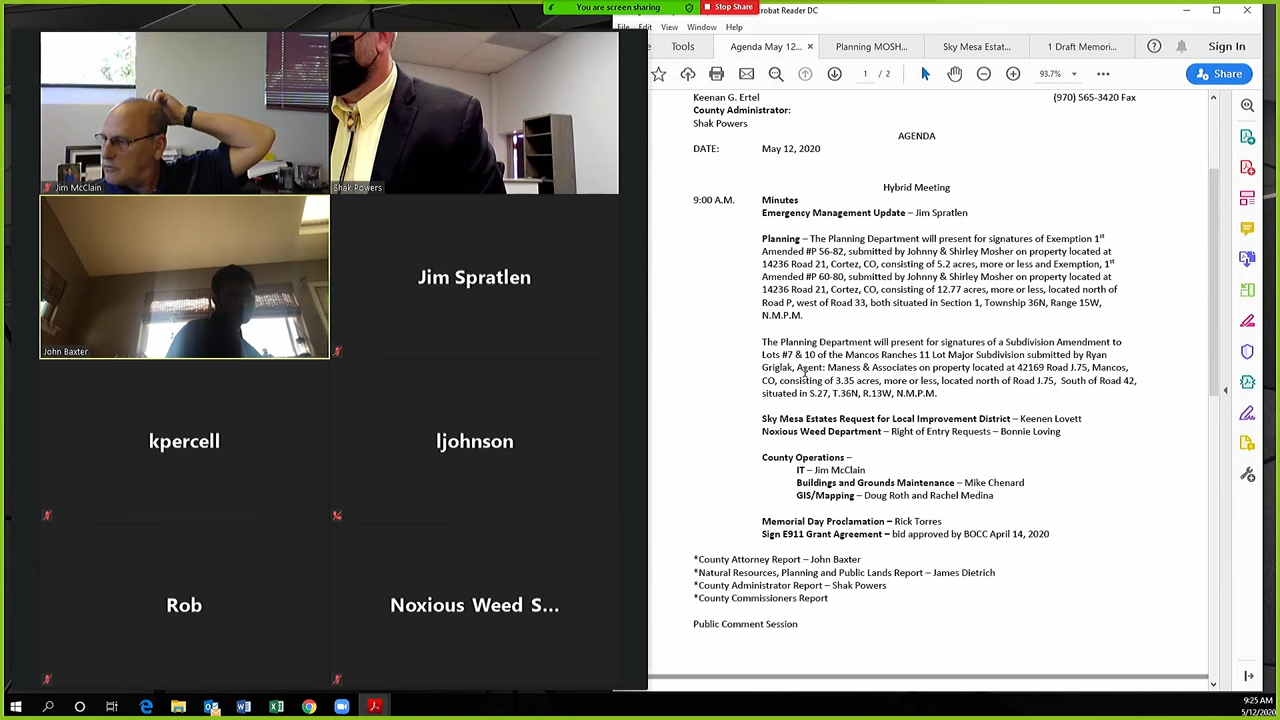 You are screen sharing
Stop Share
crobat Reader DC
File Edit View Window Help
Tools
Agenda May 12...
Planning MOSH...
Sky Mesa Estat...
1 Draft Memori...
Sign In
1 / 2
93.7%
Share
Keenan G. Ertel
(970) 565-3420 Fax
County Administrator:
Shak Powers
AGENDA
DATE: May 12, 2020
Hybrid Meeting
9:00 A.M. Minutes
Emergency Management Update – Jim Spratlen
Planning – The Planning Department will present for signatures of Exemption 1st
Amended #P 56-82, submitted by Johnny & Shirley Mosher on property located at
14236 Road 21, Cortez, CO, consisting of 5.2 acres, more or less and Exemption, 1st
Amended #P 60-80, submitted by Johnny & Shirley Mosher on property located at
14236 Road 21, Cortez, CO, consisting of 12.77 acres, more or less, located north of
Road P, west of Road 33, both situated in Section 1, Township 36N, Range 15W,
N.M.P.M.
The Planning Department will present for signatures of a Subdivision Amendment to
Lots #7 & 10 of the Mancos Ranches 11 Lot Major Subdivision submitted by Ryan
Griglak, Agent: Maness & Associates on property located at 42169 Road J.75, Mancos,
CO, consisting of 3.35 acres, more or less, located north of Road J.75, South of Road 42,
situated in S.27, T.36N, R.13W, N.M.P.M.
Sky Mesa Estates Request for Local Improvement District – Keenen Lovett
Noxious Weed Department – Right of Entry Requests – Bonnie Loving
County Operations –
IT – Jim McClain
Buildings and Grounds Maintenance – Mike Chenard
GIS/Mapping – Doug Roth and Rachel Medina
Memorial Day Proclamation – Rick Torres
Sign E911 Grant Agreement – bid approved by BOCC April 14, 2020
*County Attorney Report – John Baxter
*Natural Resources, Planning and Public Lands Report – James Dietrich
*County Administrator Report – Shak Powers
*County Commissioners Report
Public Comment Session
Jim McClain
Shak Powers
John Baxter
Jim Spratlen
kpercell
ljohnson
Rob
Noxious Weed S...
9:25 AM
5/12/2020